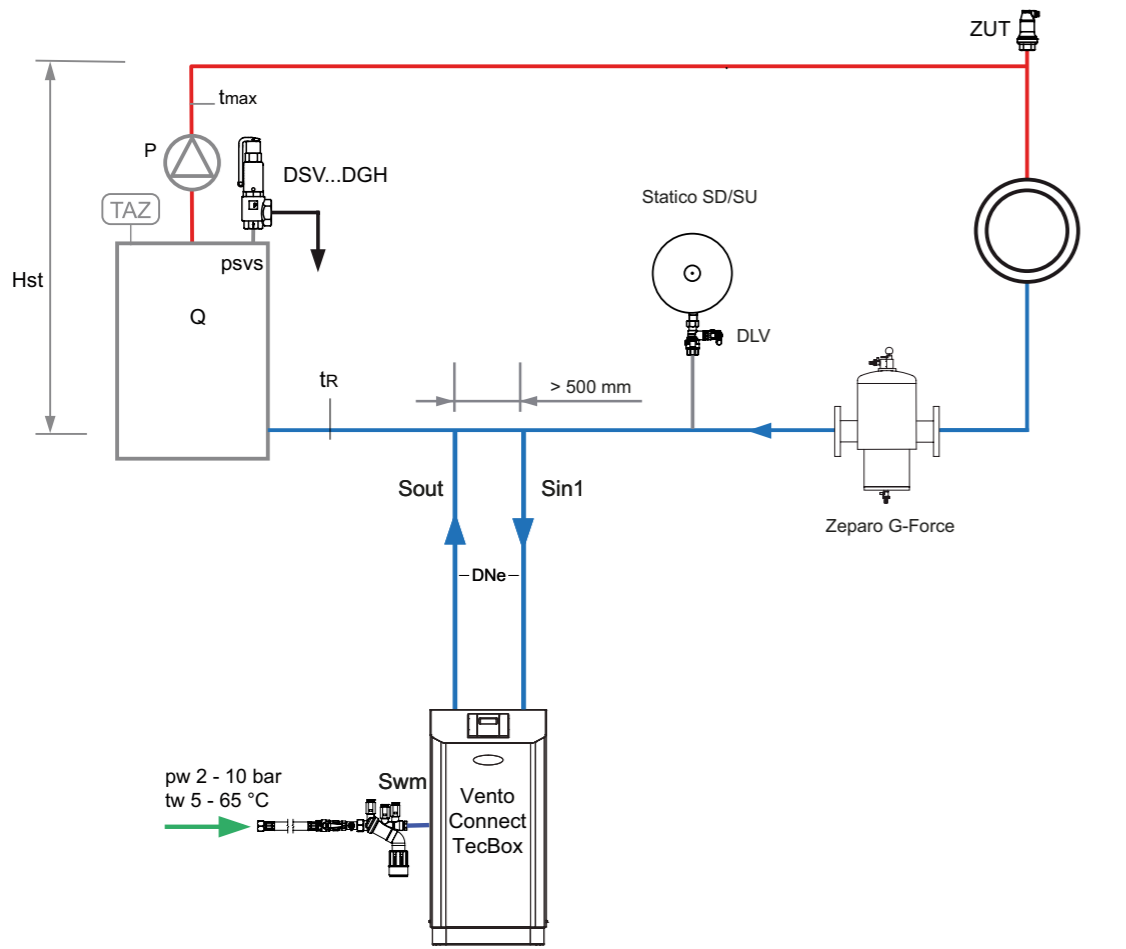 ZUT
tmax
P
DSV...DGH
TAZ
Statico SD/SU
psvs
Hst
Q
DLV
tR
> 500 mm
Sout
Sin1
Zeparo G-Force
DNe
pw 2 - 10 bar
tw 5 - 65 °C
Swm
Vento
Connect
TecBox